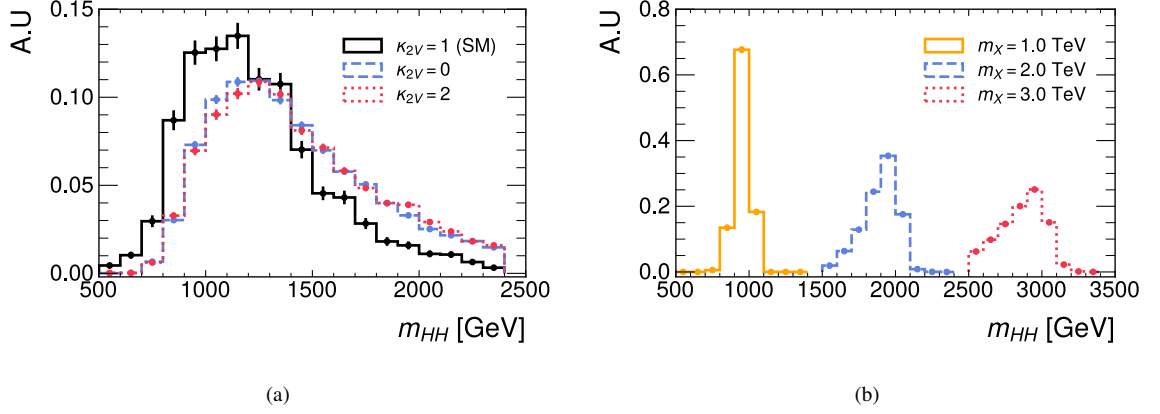 A.U
0.15
0.10
0.05
0.00
κ2V = 1 (SM)
κ2V = 0
κ2V = 2
500 1000 1500 2000 2500
mHH [GeV]
(a)
A.U
0.8
0.6
0.4
0.2
0.0
mX = 1.0 TeV
mX = 2.0 TeV
mX = 3.0 TeV
500 1000 1500 2000 2500 3000 3500
mHH [GeV]
(b)